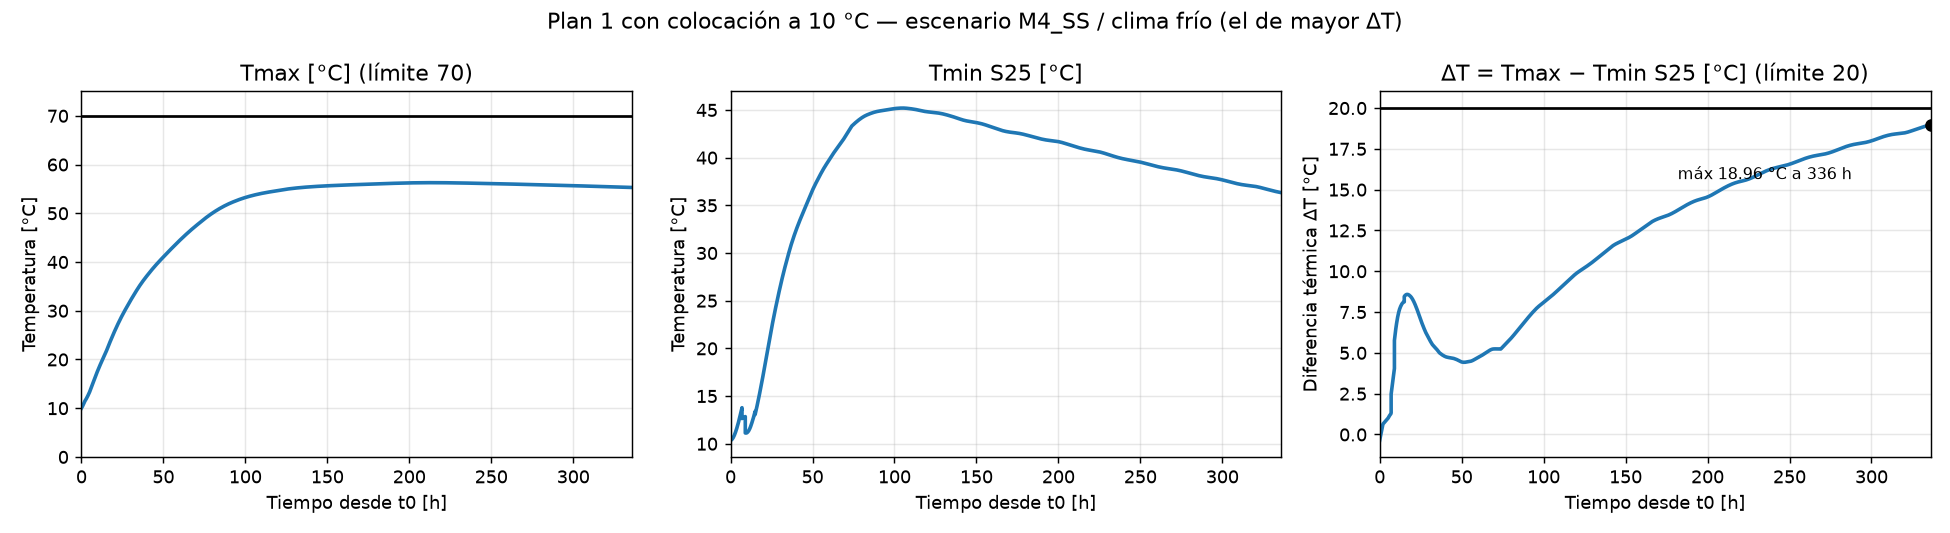 Plan 1 con colocación a 10 °C — escenario M4_SS / clima frío (el de mayor ΔT)
Tmax [°C] (límite 70)
Temperatura [°C]
70
60
50
40
30
20
10
0
0 50 100 150 200 250 300
Tiempo desde t0 [h]
Tmin S25 [°C]
Temperatura [°C]
45
40
35
30
25
20
15
10
0 50 100 150 200 250 300
Tiempo desde t0 [h]
ΔT = Tmax − Tmin S25 [°C] (límite 20)
Diferencia térmica ΔT [°C]
20.0
17.5
15.0
12.5
10.0
7.5
5.0
2.5
0.0
máx 18.96 °C a 336 h
0 50 100 150 200 250 300
Tiempo desde t0 [h]